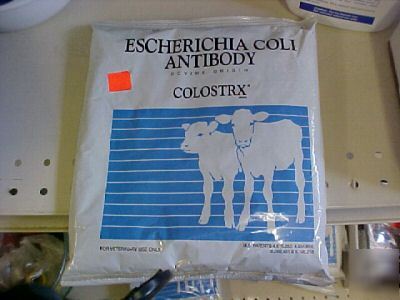 ESCHERICHIA COLI
ANTIBODY
BOVINE ORIGIN
COLOSTRX
FOR VETERINARY USE ONLY